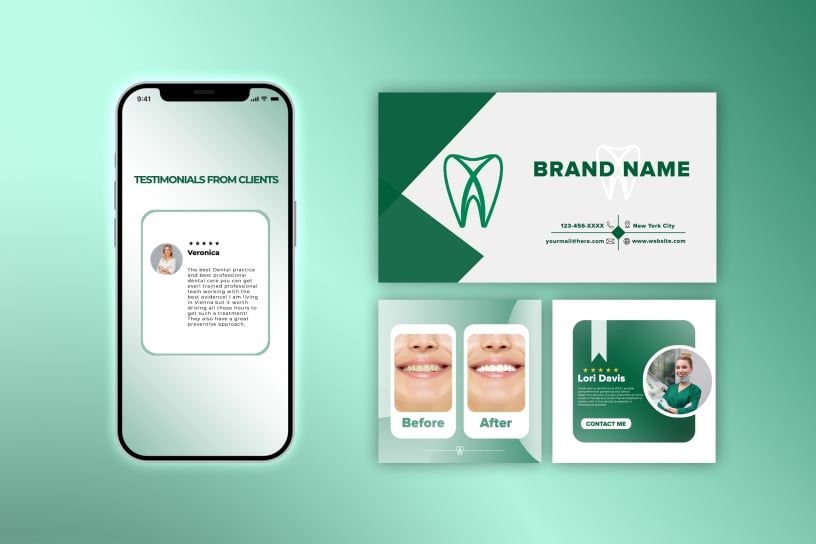 9:41
TESTIMONIALS FROM CLIENTS
★★★★★
Veronica
The best Dental practice
and best professional
dental care you can get
ever! trained professional
team working with the
best evidence! I am living
in Vienna but it worth
driving all those hours to
get such a treatment!
They also have a great
preventive approach.
BRAND NAME
123-456-XXXX
New York City
yourmail@here.com
www.website.com
Before
After
★★★★★
Lori Davis
CONTACT ME